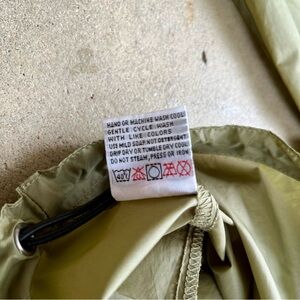 HAND OR MACHINE WASH COOL
GENTLE CYCLE WASH
WITH LIKE COLORS
USE MILD SOAP,NOT DETERGENT
DRIP DRY OR TUMBLE DRY COOL
DO NOT STEAM, PRESS OR IRON